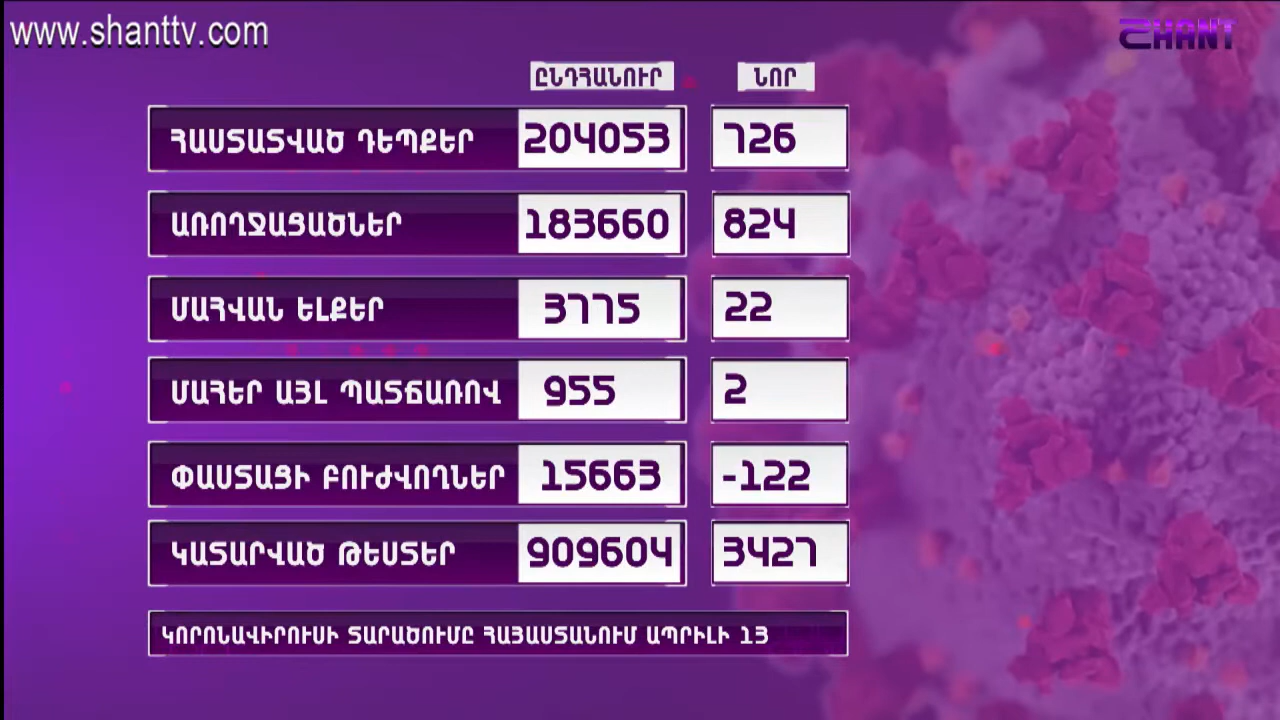 www.shanttv.com
SHANT
ԸՆԴՀԱՆՈՒՐ ՆՈՐ
ՀԱՍՏԱՏՎԱԾ ԴԵՊՔԵՐ 204053 726
ԱՌՈՂՋԱՑԱԾՆԵՐ 183660 824
ՄԱՀՎԱՆ ԵԼՔԵՐ 3775 22
ՄԱՀԵՐ ԱՅԼ ՊԱՏՃԱՌՈՎ 955 2
ՓԱՍՏԱՑԻ ԲՈՒԺՎՈՂՆԵՐ 15663 -122
ԿԱՏԱՐՎԱԾ ԹԵՍՏԵՐ 909604 3427
ԿՈՐՈՆԱՎԻՐՈՒՍԻ ՏԱՐԱԾՈՒՄԸ ՀԱՅԱՍՏԱՆՈՒՄ ԱՊՐԻԼԻ 13